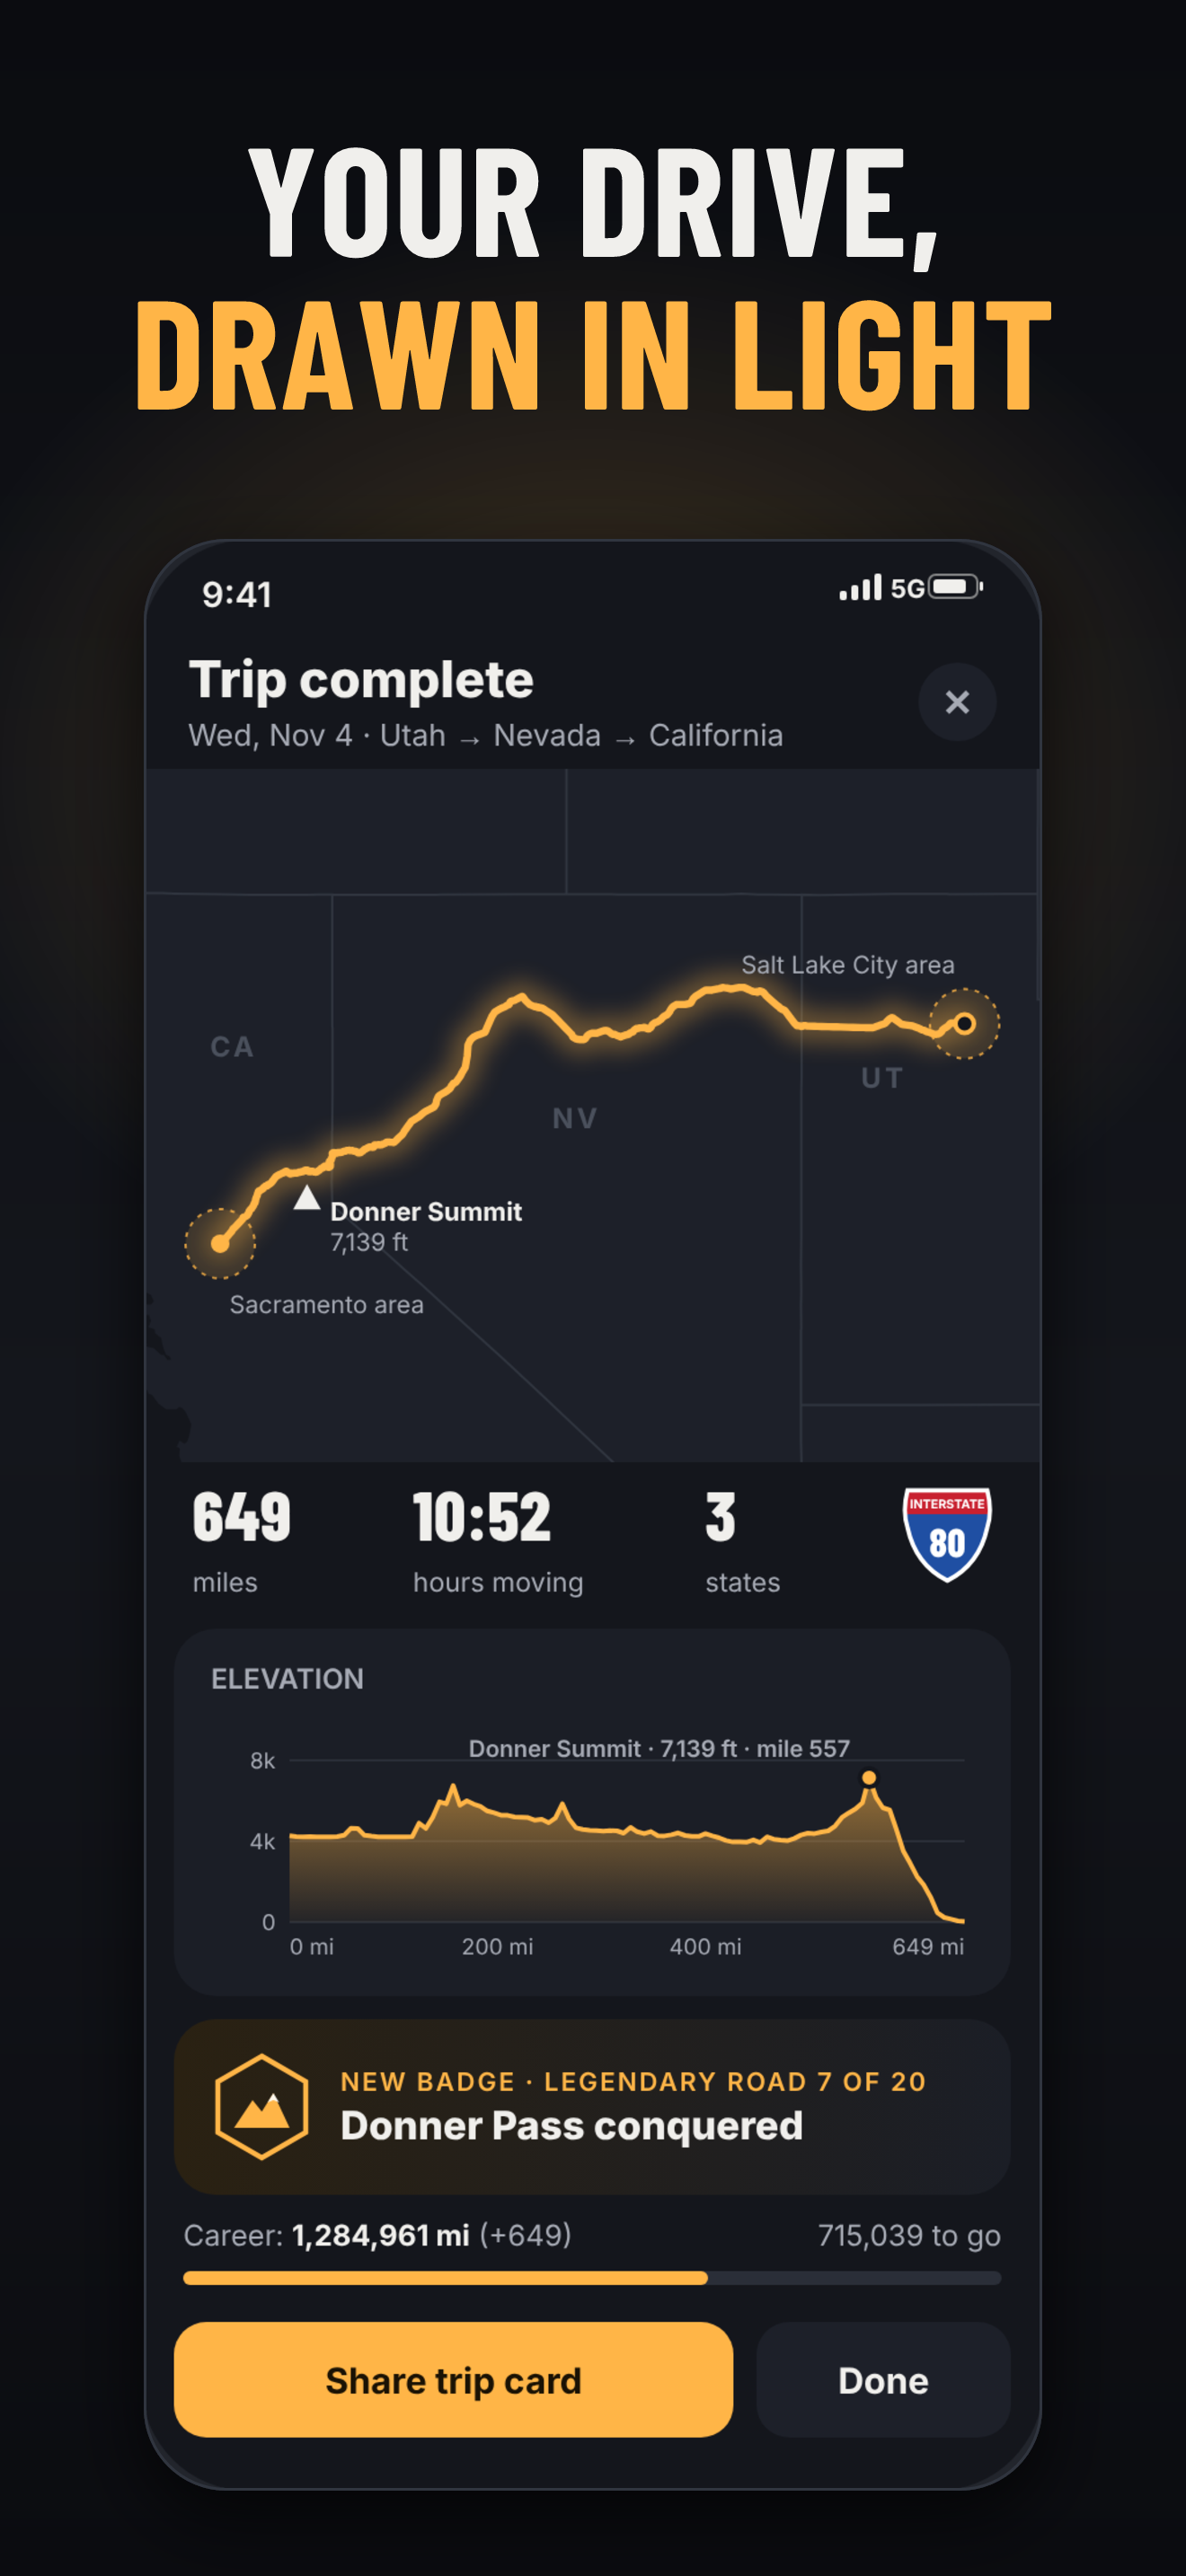 YOUR DRIVE,
DRAWN IN LIGHT
9:41
5G
Trip complete
Wed, Nov 4 · Utah → Nevada → California
Salt Lake City area
CA
UT
NV
Donner Summit
7,139 ft
Sacramento area
649
miles
10:52
hours moving
3
states
INTERSTATE
80
ELEVATION
Donner Summit · 7,139 ft · mile 557
8k
4k
0
0 mi 200 mi 400 mi 649 mi
NEW BADGE · LEGENDARY ROAD 7 OF 20
Donner Pass conquered
Career: 1,284,961 mi (+649) 715,039 to go
Share trip card
Done